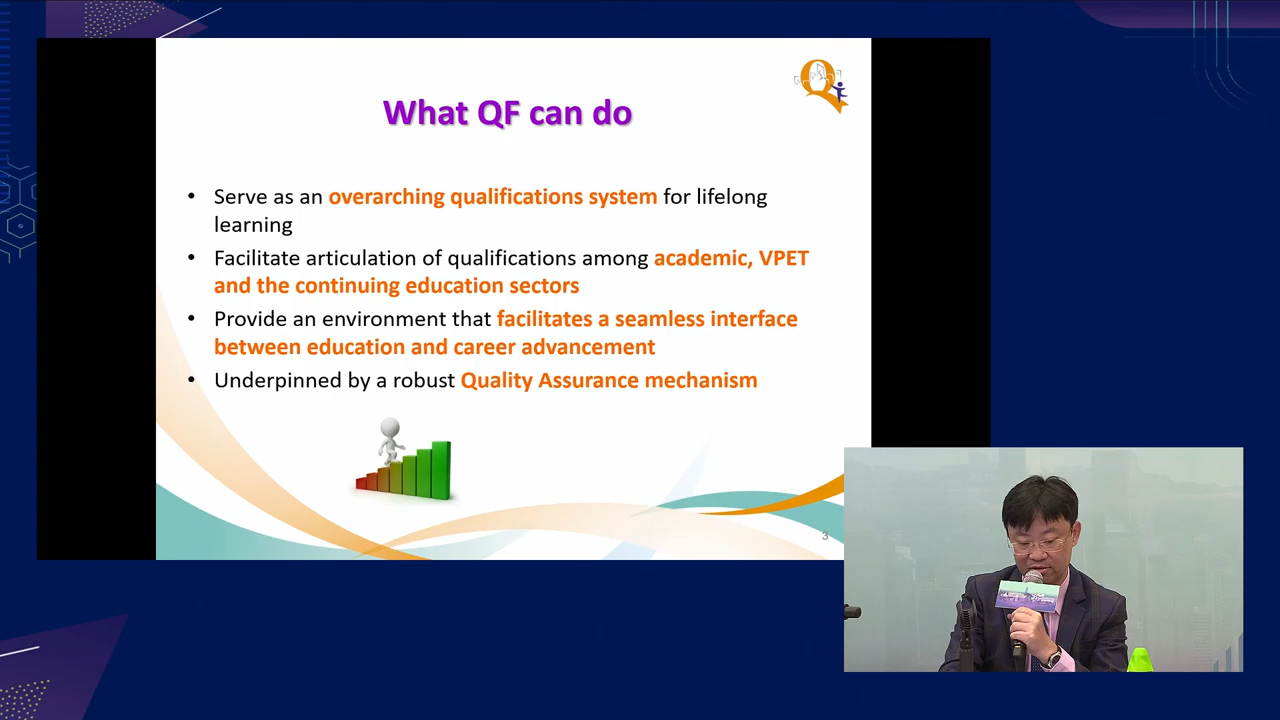 What QF can do
• Serve as an overarching qualifications system for lifelong
learning
• Facilitate articulation of qualifications among academic, VPET
and the continuing education sectors
• Provide an environment that facilitates a seamless interface
between education and career advancement
• Underpinned by a robust Quality Assurance mechanism
3